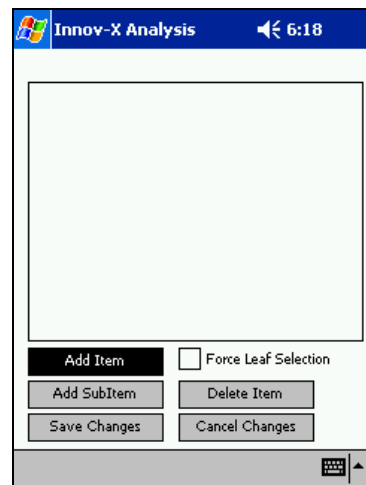 Innov-X Analysis 6:18
Add Item Force Leaf Selection
Add SubItem Delete Item
Save Changes Cancel Changes